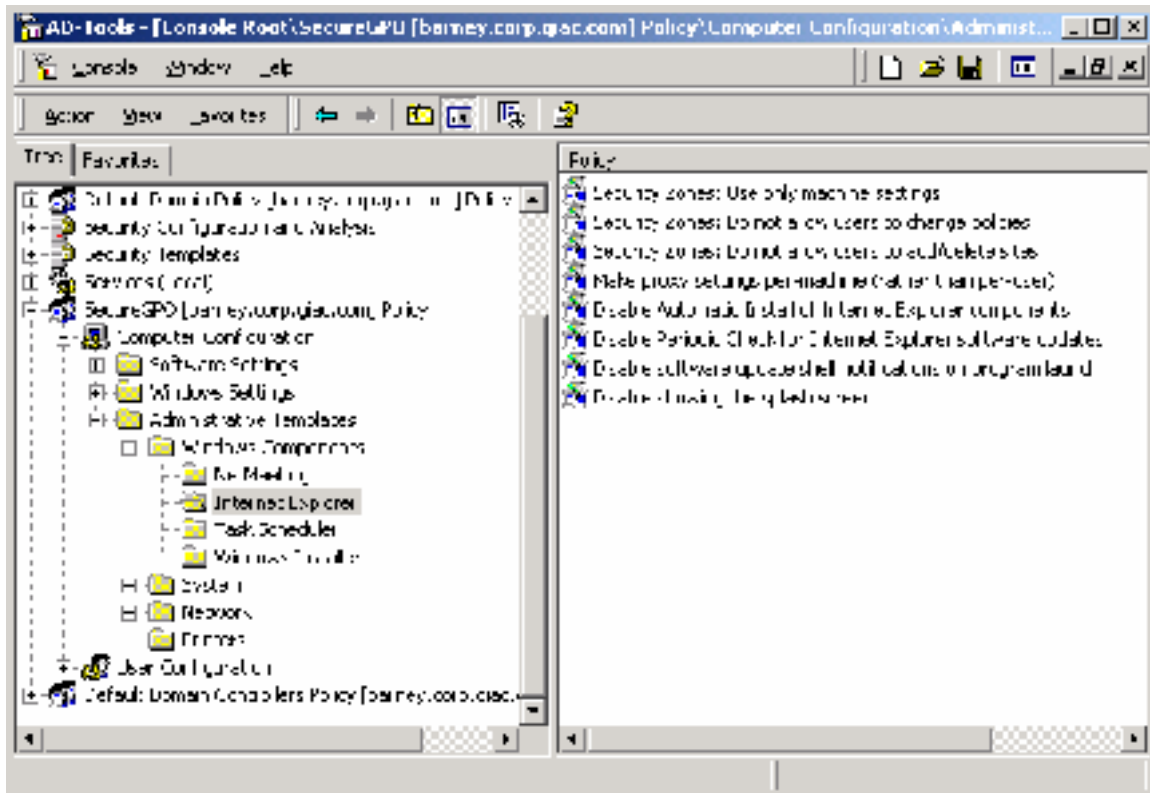 AD-Tools - [Console Root\SecureGPO [barney.corp.giac.com] Policy\Computer Configuration\Administ...
Console Window Help
Action View Favorites
Tree Favorites
Default Domain Policy [barney.corp.giac.com] Policy
Security Configuration and Analysis
Security Templates
Services (Local)
SecureGPO [barney.corp.giac.com] Policy
Computer Configuration
Software Settings
Windows Settings
Administrative Templates
Windows Components
NetMeeting
Internet Explorer
Task Scheduler
Windows Installer
System
Network
Printers
User Configuration
Default Domain Controllers Policy [barney.corp.giac.
Policy
Security Zones: Use only machine settings
Security Zones: Do not allow users to change policies
Security Zones: Do not allow users to add/delete sites
Make proxy settings per-machine (rather than per-user)
Disable Automatic Install of Internet Explorer components
Disable Periodic Check for Internet Explorer software updates
Disable software update shell notifications on program launch
Disable showing the splash screen